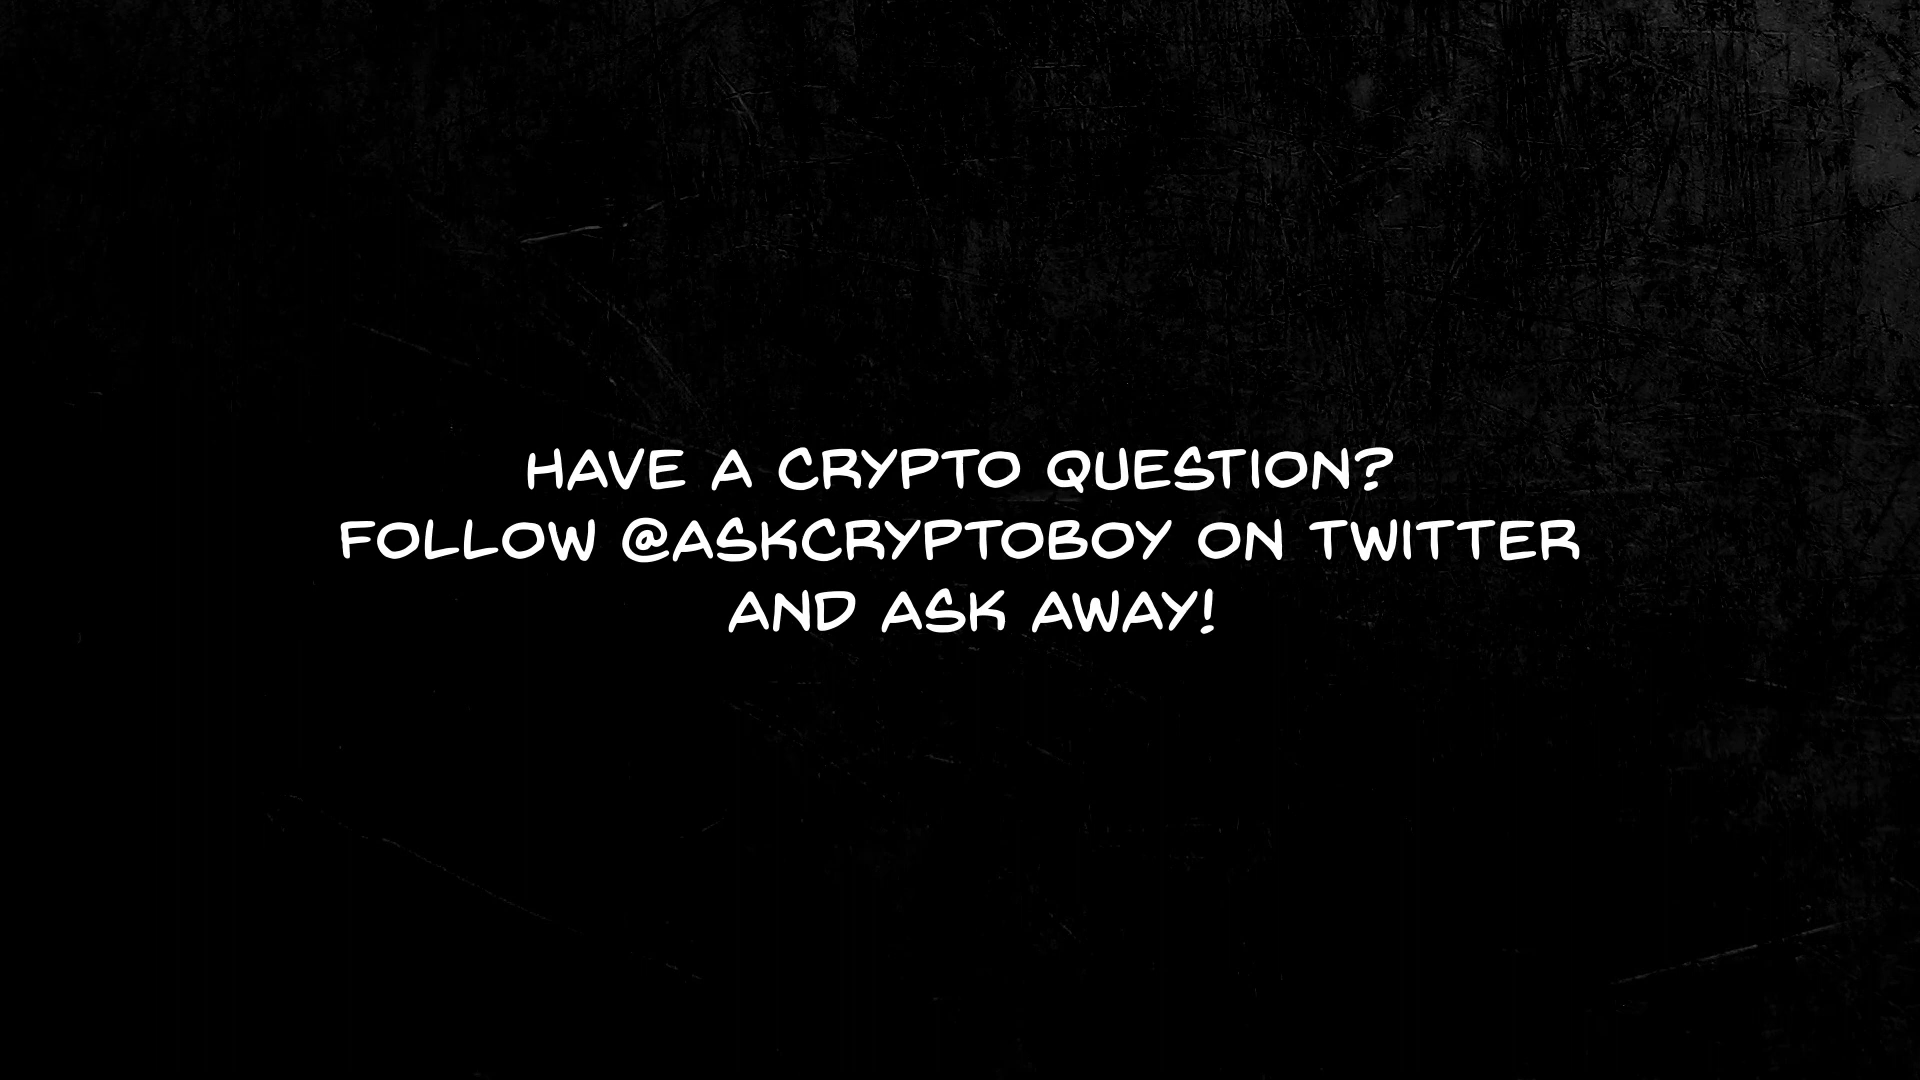 HAVE A CRYPTO QUESTION?
FOLLOW @ASKCRYPTOBOY ON TWITTER
AND ASK AWAY!